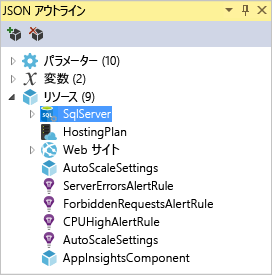 JSON アウトライン
パラメーター (10)
変数 (2)
リソース (9)
SqlServer
HostingPlan
Web サイト
AutoScaleSettings
ServerErrorsAlertRule
ForbiddenRequestsAlertRule
CPUHighAlertRule
AutoScaleSettings
AppInsightsComponent